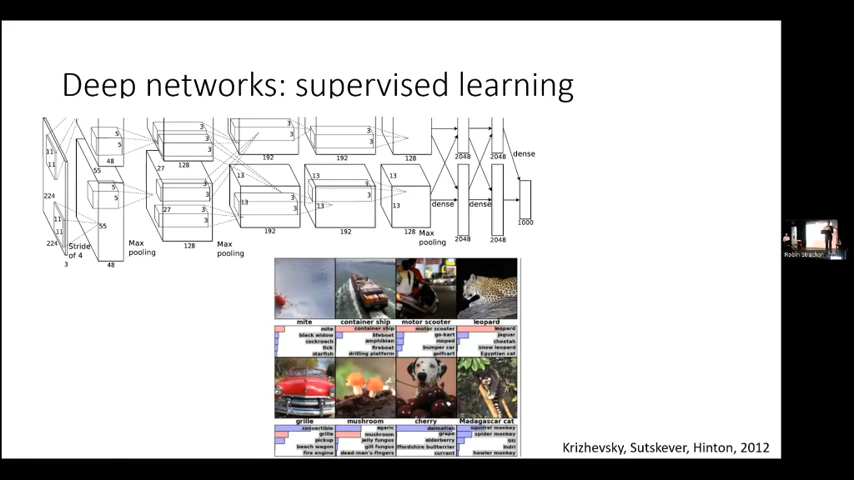 Deep networks: supervised learning
11
11
224
11
11
224
3
Stride
of 4
5
5
48
55
5
5
55
48
Max
pooling
3
3
128
27
3
3
27
3
3
128
Max
pooling
3
3
192
13
13
3
3
192
3
3
192
13
3
3
13
192
128
13
13
128
Max
pooling
2048
2048
dense
dense
dense
2048
2048
1000
mite
container ship
motor scooter
leopard
mite
black widow
cockroach
tick
starfish
container ship
lifeboat
amphibian
fireboat
drilling platform
motor scooter
go-kart
moped
bumper car
golfcart
leopard
jaguar
cheetah
snow leopard
Egyptian cat
grille
mushroom
cherry
Madagascar cat
convertible
grille
pickup
beach wagon
fire engine
agaric
mushroom
jelly fungus
gill fungus
dead-man's-fingers
dalmatian
grape
elderberry
ffordshire bullterrier
currant
squirrel monkey
spider monkey
titi
indri
howler monkey
Krizhevsky, Sutskever, Hinton, 2012
Robin Strachan